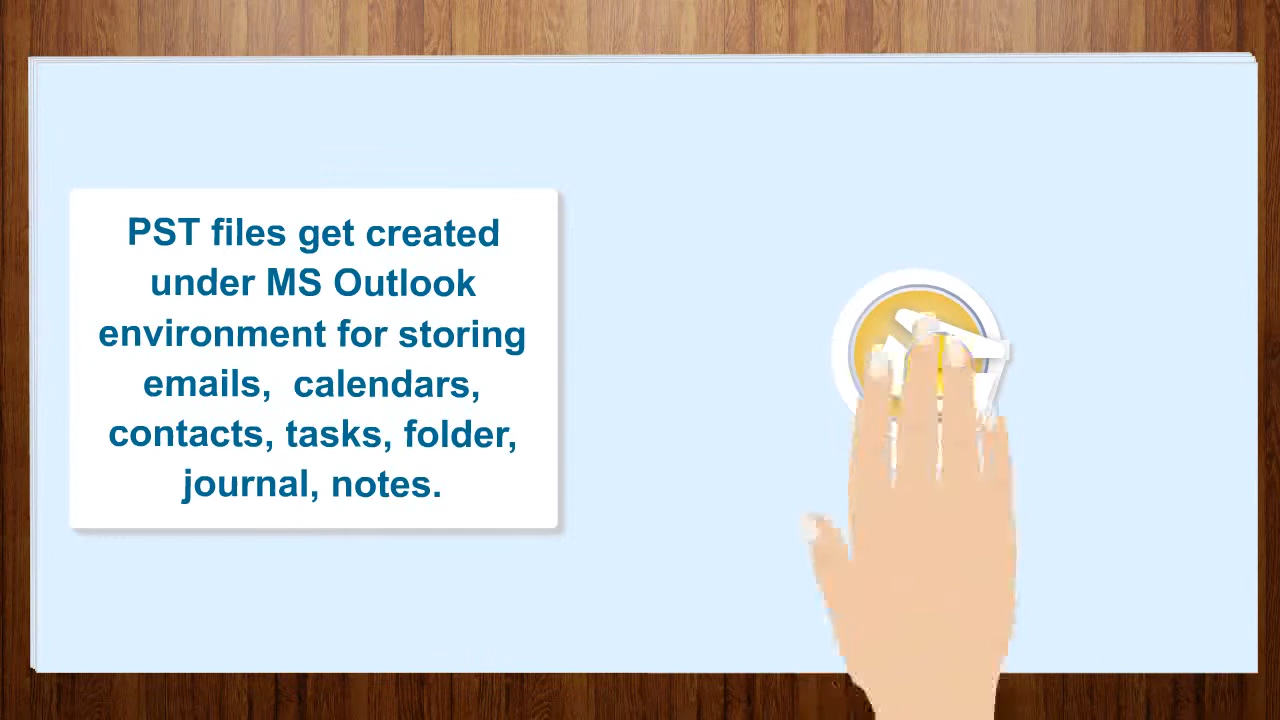 PST files get created
under MS Outlook
environment for storing
emails,  calendars,
contacts, tasks, folder,
journal, notes.